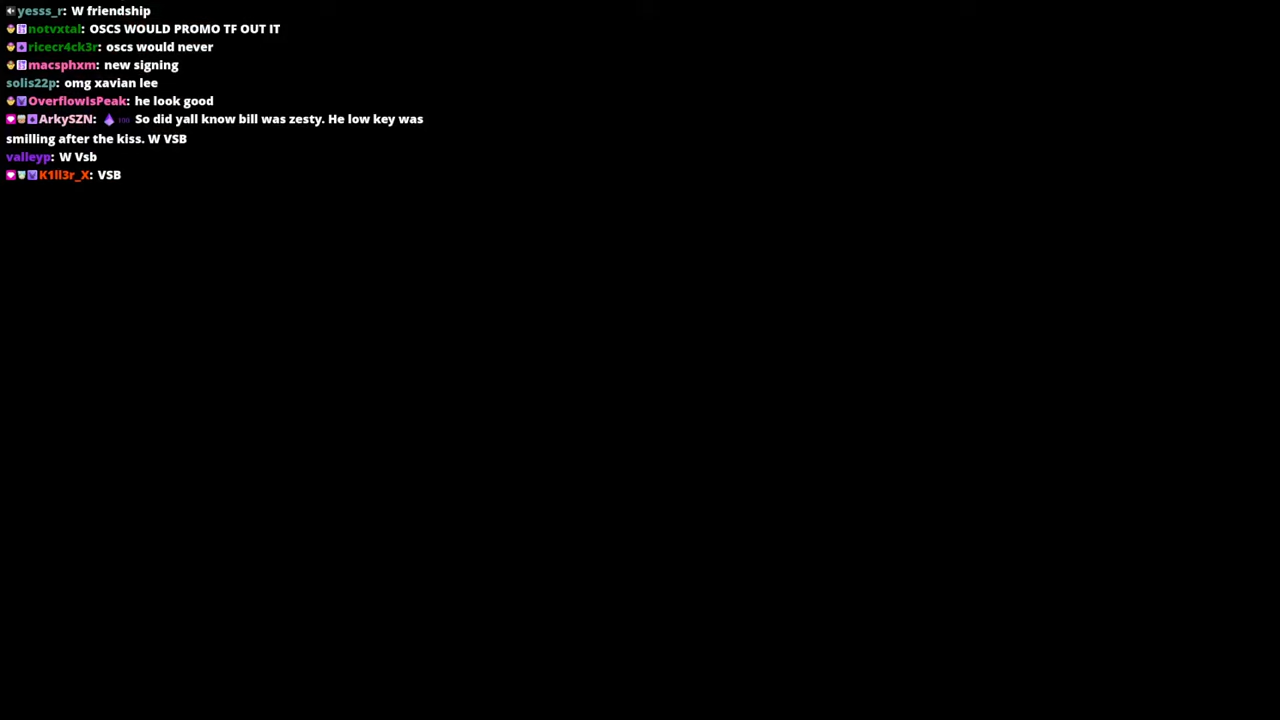 yesss_r: W friendship
notvxtal: OSCS WOULD PROMO TF OUT IT
ricecr4ck3r: oscs would never
macsphxm: new signing
solis22p: omg xavian lee
OverflowIsPeak: he look good
ArkySZN: 100 So did yall know bill was zesty. He low key was
smilling after the kiss. W VSB
valleyp: W Vsb
K1ll3r_X: VSB